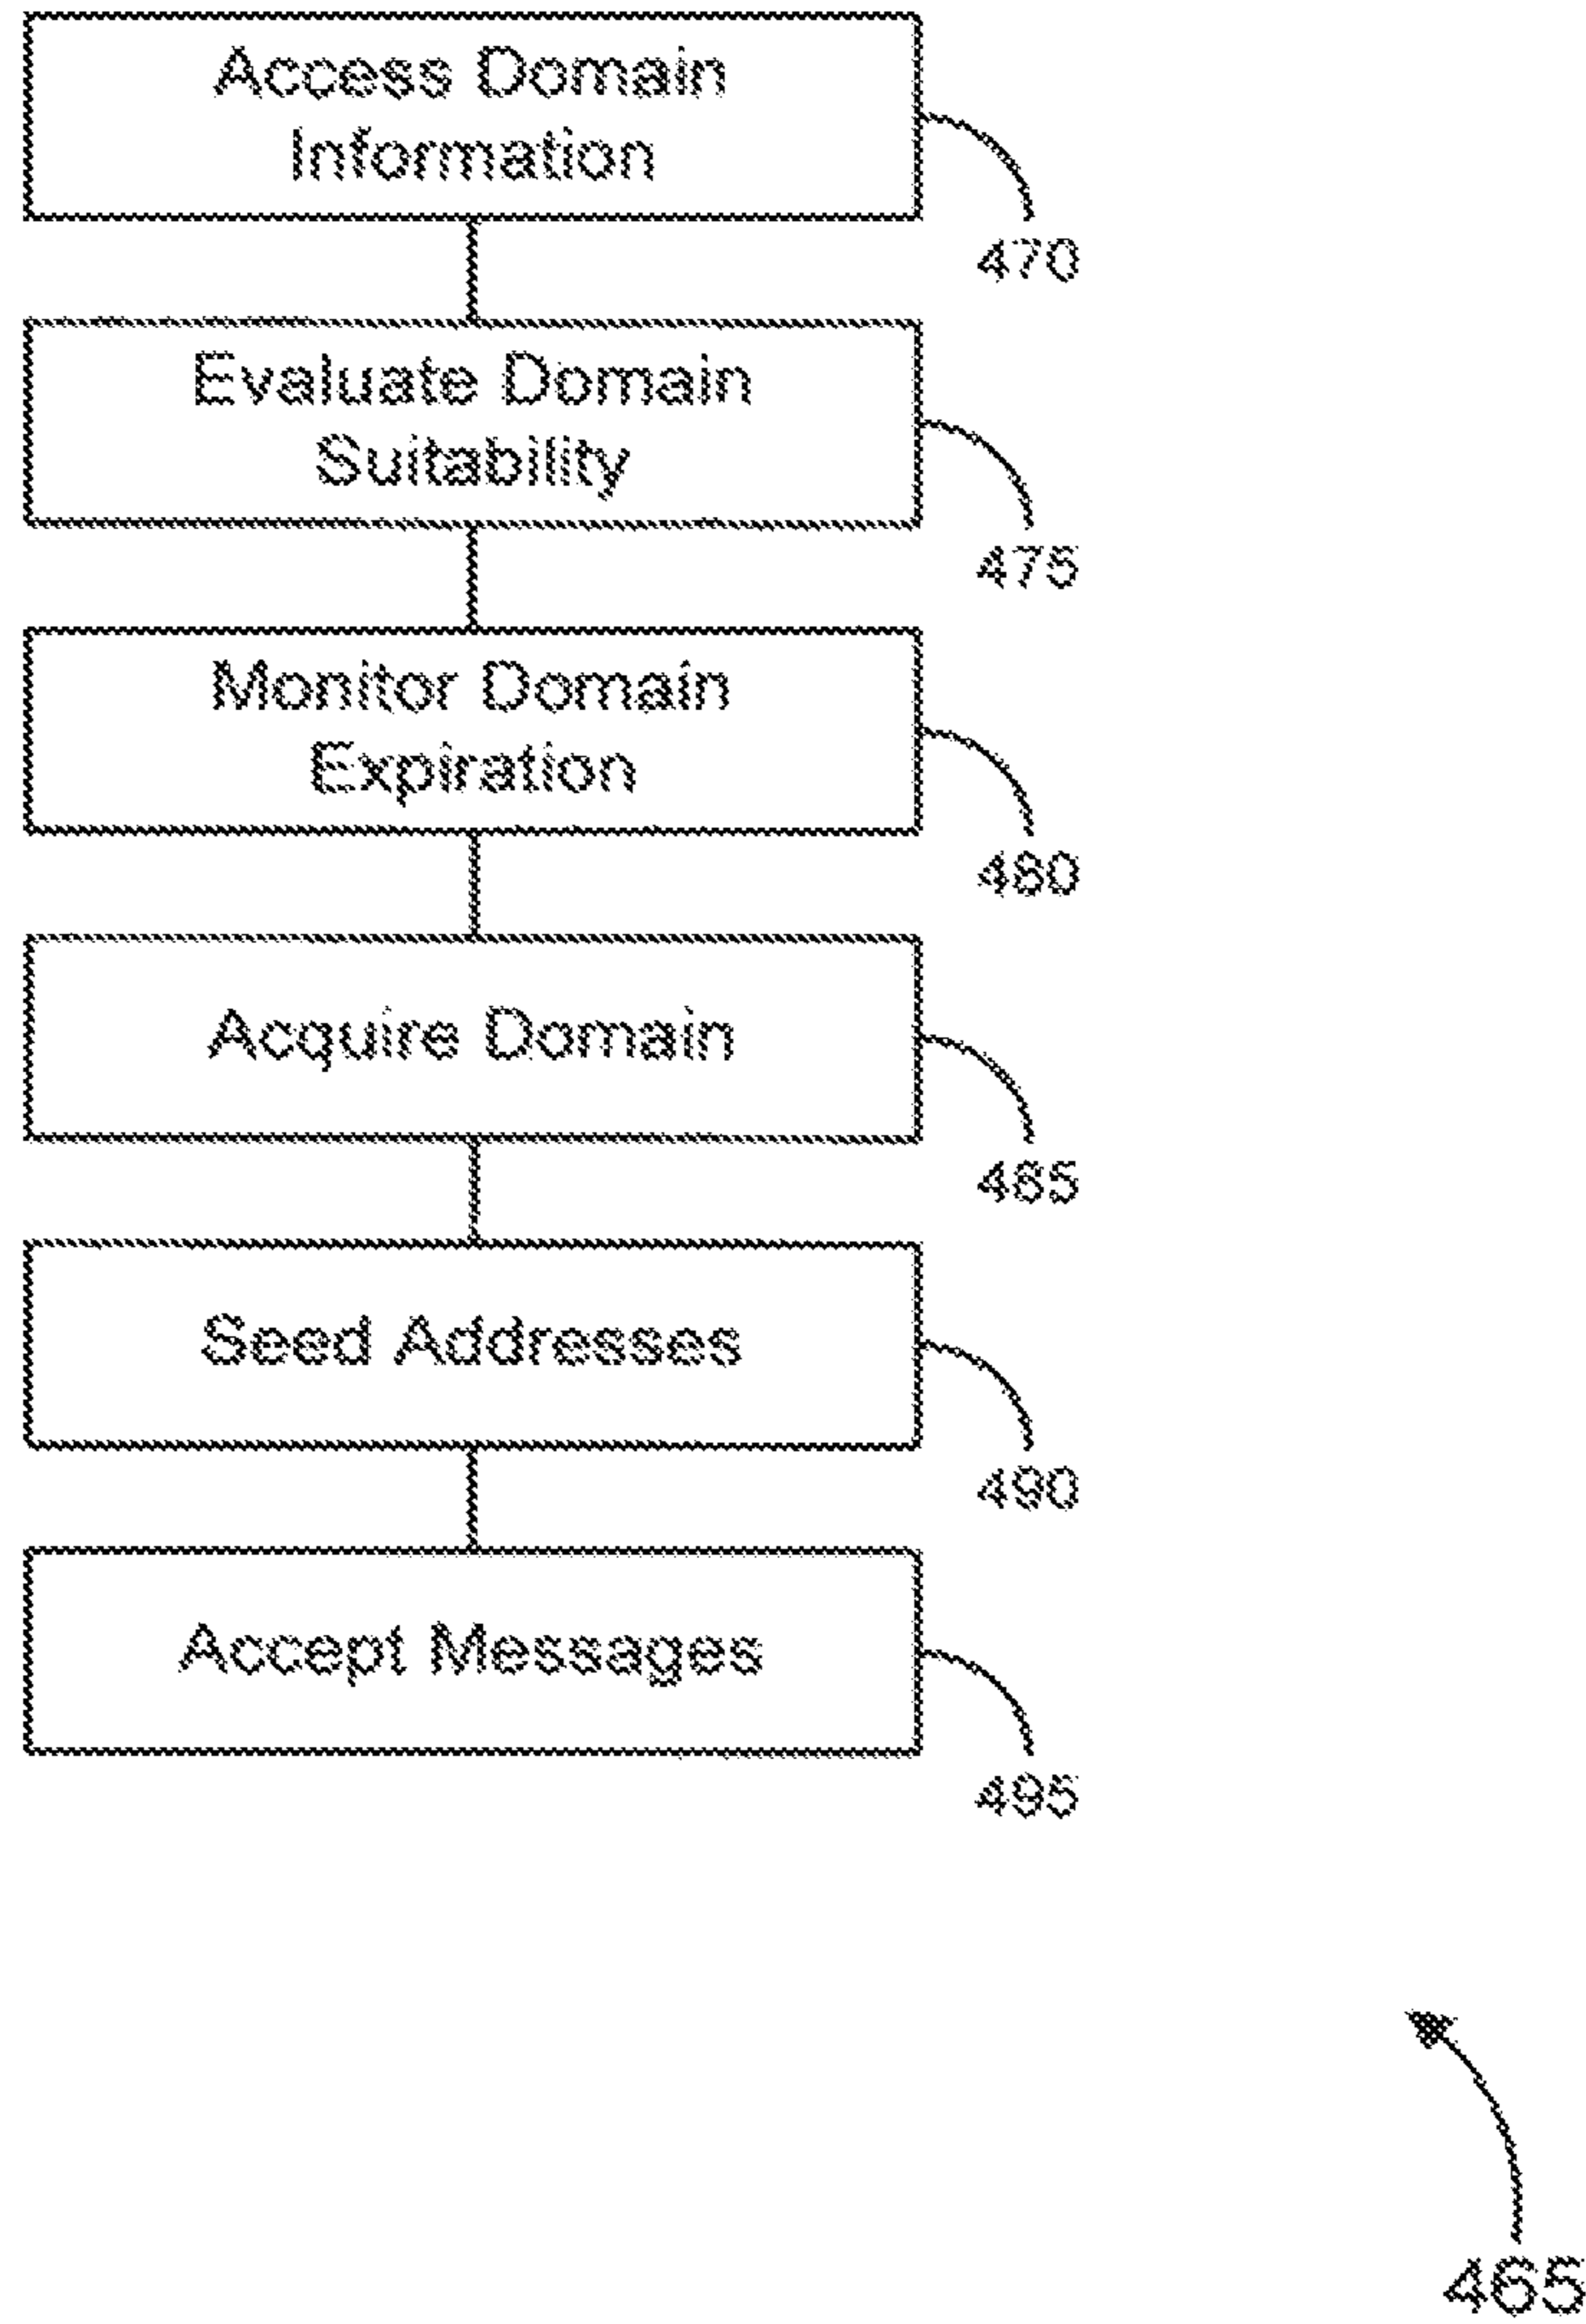 Access Domain
Information
470
Evaluate Domain
Suitability
475
Monitor Domain
Expiration
480
Acquire Domain
485
Seed Addresses
490
Accept Messages
495
465